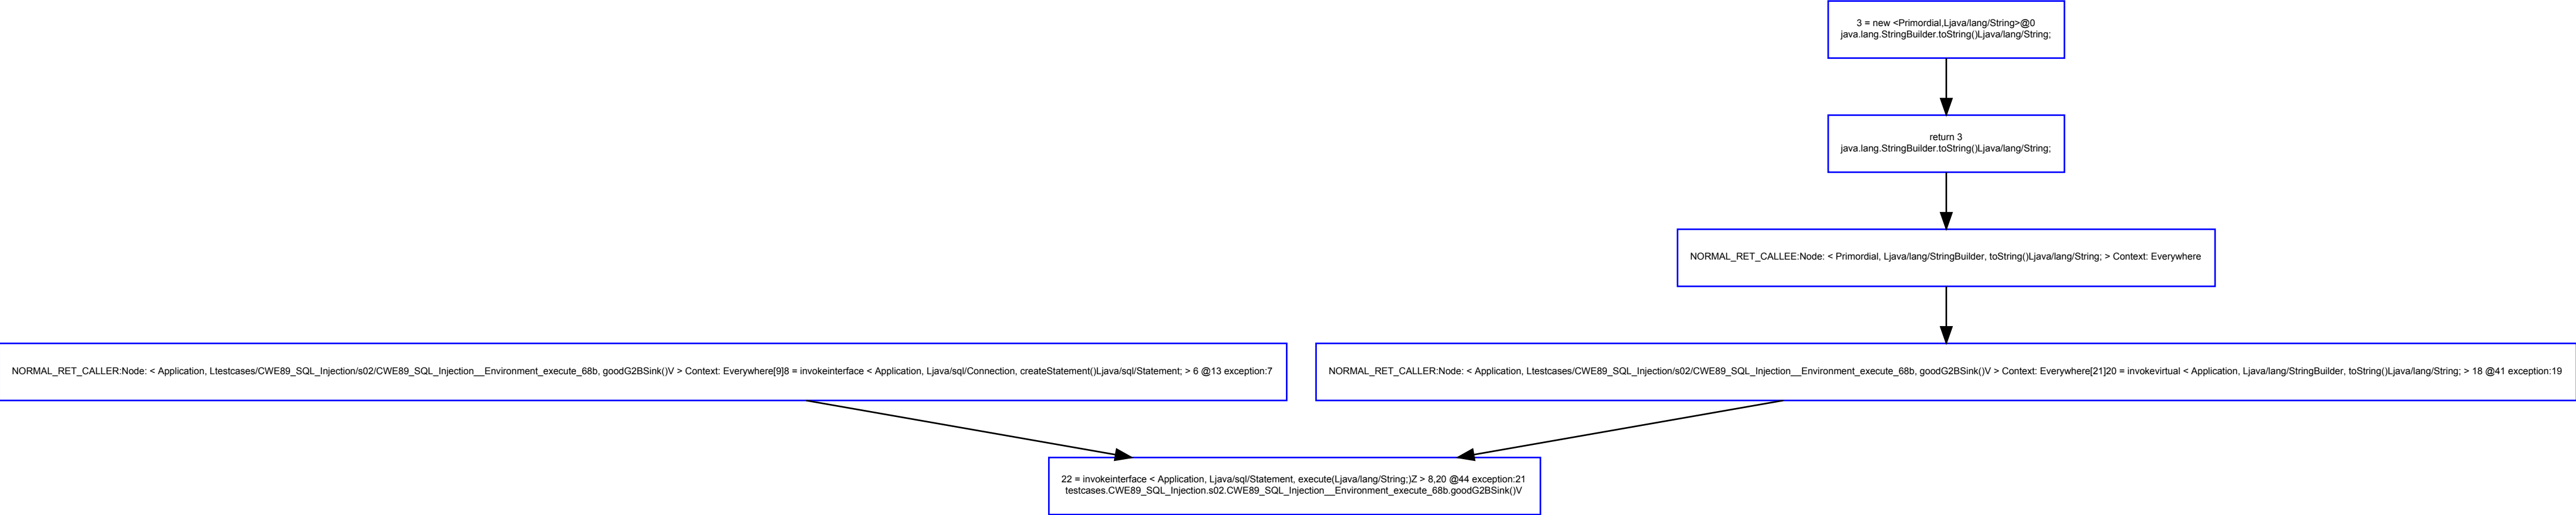 3 = new <Primordial,Ljava/lang/String>@0
java.lang.StringBuilder.toString()Ljava/lang/String;
return 3
java.lang.StringBuilder.toString()Ljava/lang/String;
NORMAL_RET_CALLEE:Node: < Primordial, Ljava/lang/StringBuilder, toString()Ljava/lang/String; > Context: Everywhere
NORMAL_RET_CALLER:Node: < Application, Ltestcases/CWE89_SQL_Injection/s02/CWE89_SQL_Injection__Environment_execute_68b, goodG2BSink()V > Context: Everywhere[9]8 = invokeinterface < Application, Ljava/sql/Connection, createStatement()Ljava/sql/Statement; > 6 @13 exception:7
NORMAL_RET_CALLER:Node: < Application, Ltestcases/CWE89_SQL_Injection/s02/CWE89_SQL_Injection__Environment_execute_68b, goodG2BSink()V > Context: Everywhere[21]20 = invokevirtual < Application, Ljava/lang/StringBuilder, toString()Ljava/lang/String; > 18 @41 exception:19
22 = invokeinterface < Application, Ljava/sql/Statement, execute(Ljava/lang/String;)Z > 8,20 @44 exception:21
testcases.CWE89_SQL_Injection.s02.CWE89_SQL_Injection__Environment_execute_68b.goodG2BSink()V